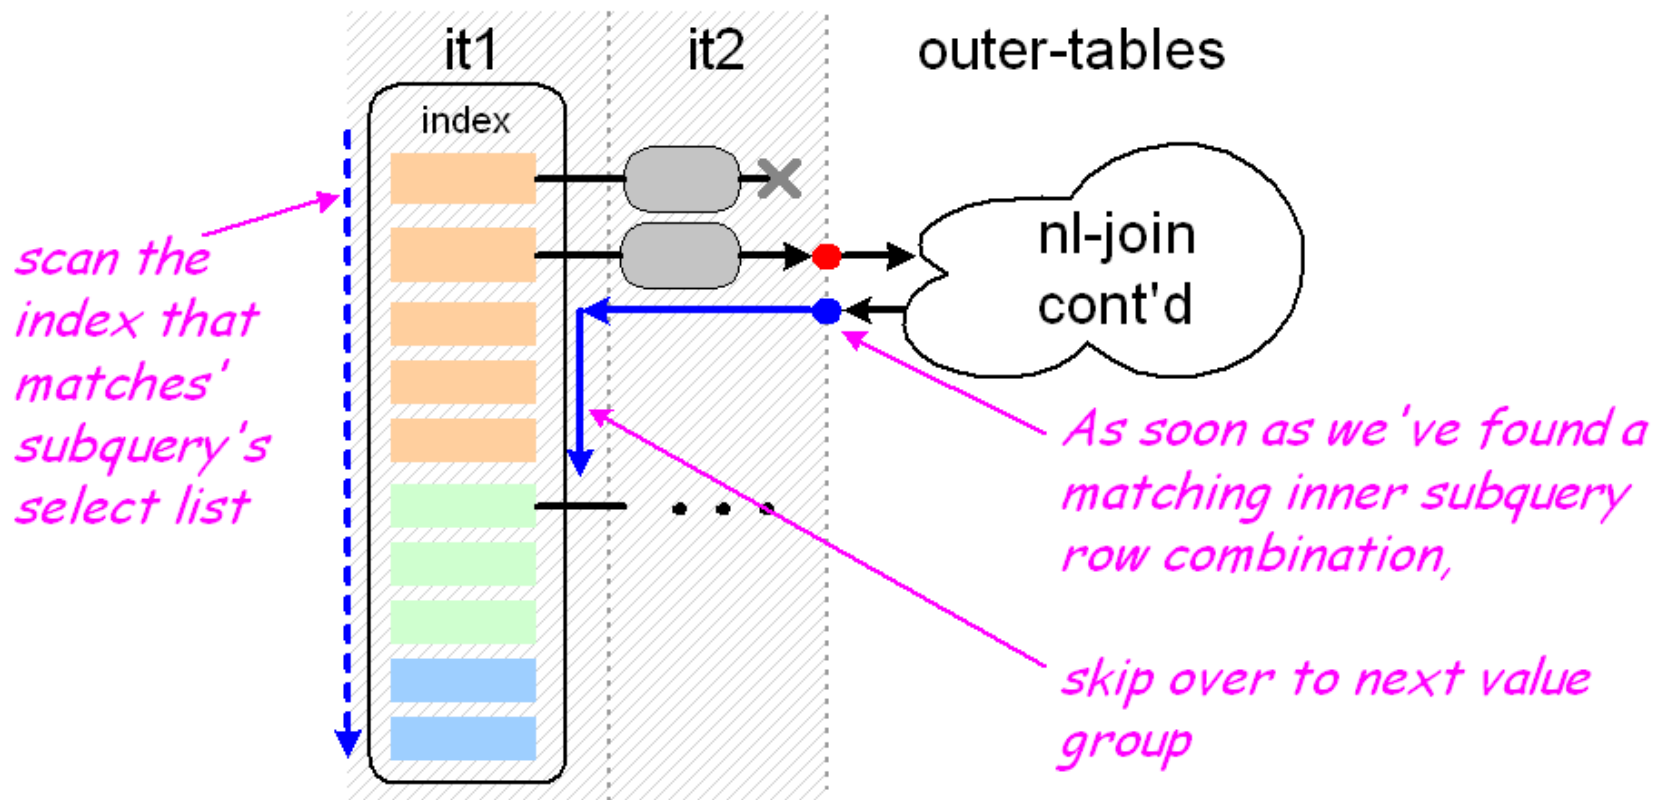 it1
it2
outer-tables
index
scan the
index that
matches'
subquery's
select list
nl-join
cont'd
As soon as we've found a
matching inner subquery
row combination,
skip over to next value
group